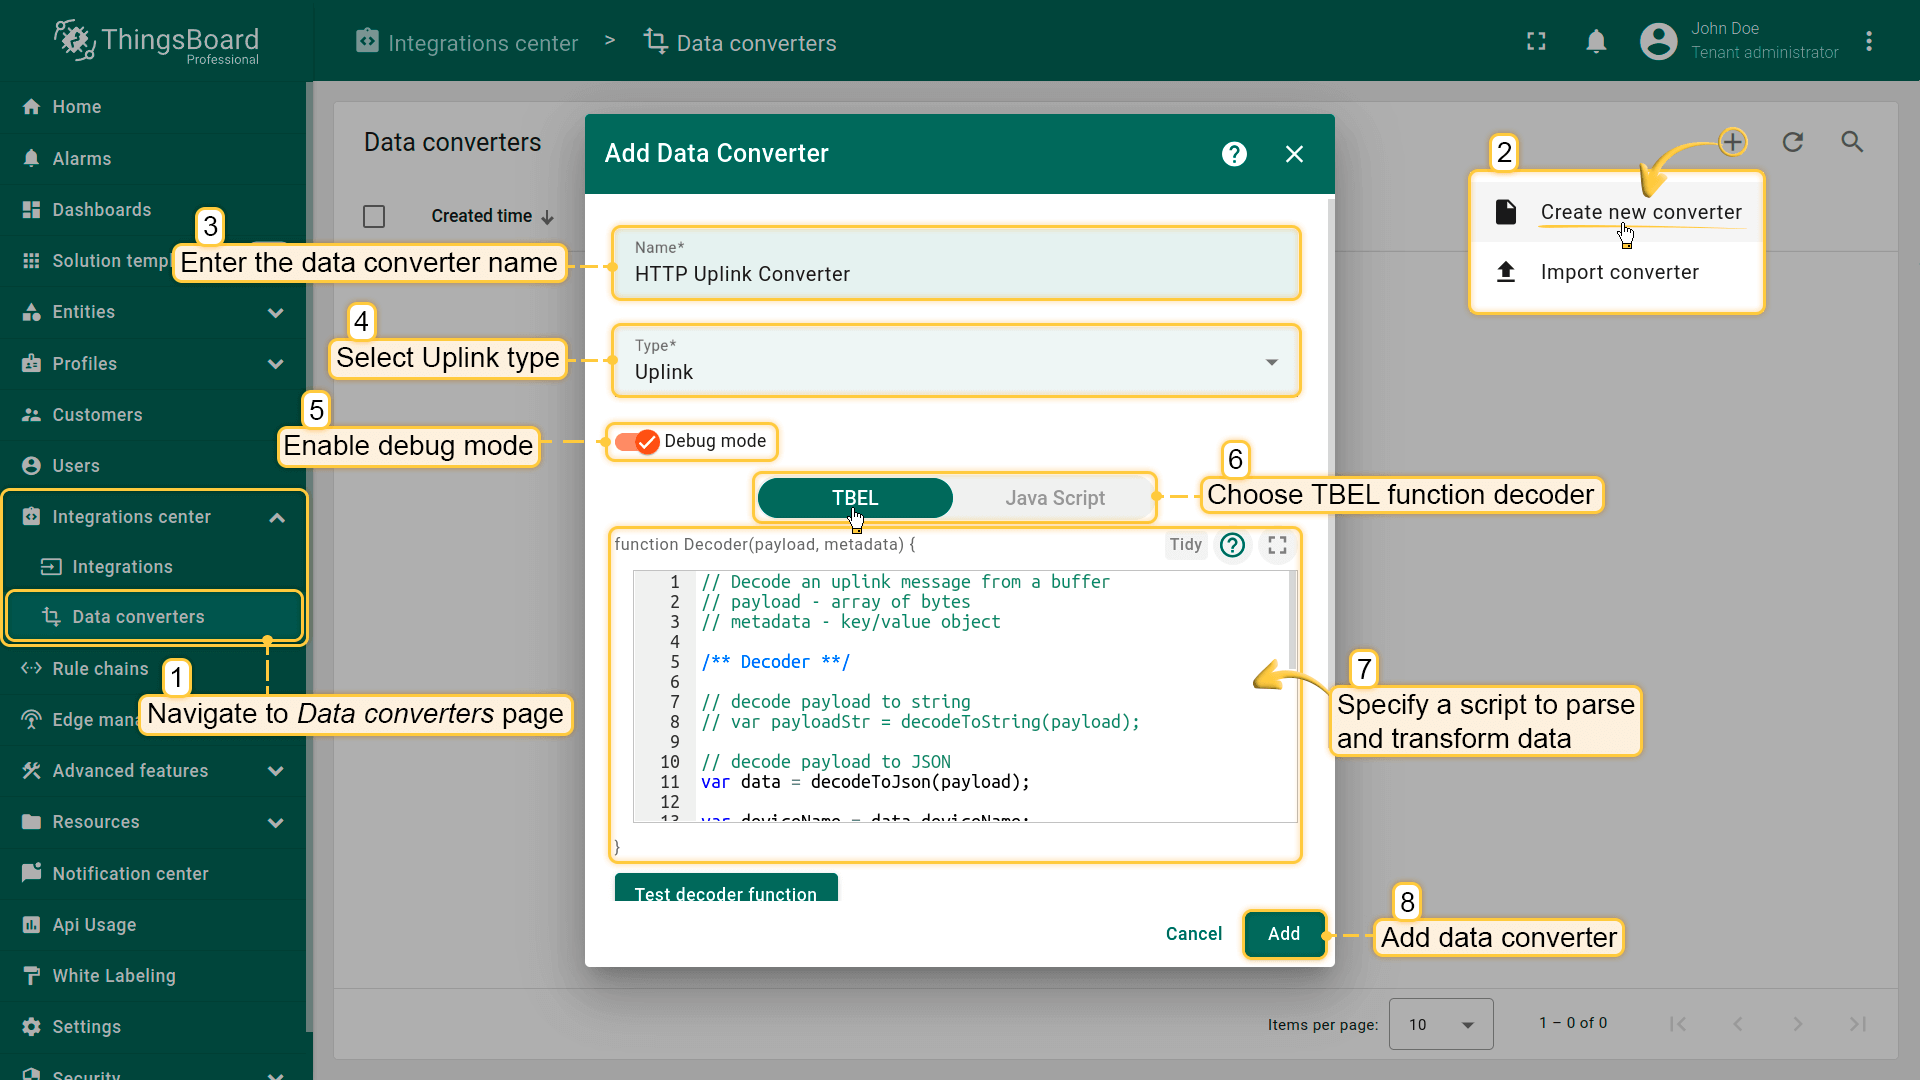 ThingsBoard
Professional
Integrations center > Data converters
John Doe
Tenant administrator
Home
Alarms
Dashboards
Solution templ
Entities
Profiles
Customers
Users
Integrations center
Integrations
Data converters
Rule chains
Edge mana
Advanced features
Resources
Notification center
Api Usage
White Labeling
Settings
Security
Data converters
Created time
1
Navigate to Data converters page
2
Create new converter
Import converter
3
Enter the data converter name
4
Select Uplink type
5
Enable debug mode
6
Choose TBEL function decoder
7
Specify a script to parse
and transform data
8
Add data converter
Add Data Converter
Name*
HTTP Uplink Converter
Type*
Uplink
Debug mode
TBEL
Java Script
function Decoder(payload, metadata) {
Tidy
1 // Decode an uplink message from a buffer
2 // payload - array of bytes
3 // metadata - key/value object
4
5 /** Decoder **/
6
7 // decode payload to string
8 // var payloadStr = decodeToString(payload);
9
10 // decode payload to JSON
11 var data = decodeToJson(payload);
12
13 var deviceName = data.deviceName;
}
Test decoder function
Cancel
Add
Items per page: 10 1 – 0 of 0